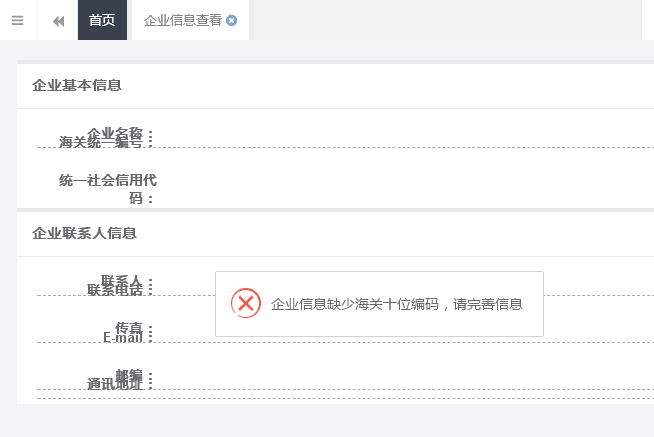 首页
企业信息查看
企业基本信息
企业名称：
海关统一编号：
统一社会信用代
码：
企业联系人信息
联系人：
联系电话：
企业信息缺少海关十位编码，请完善信息
传真：
E-mail：
邮编：
通讯地址：